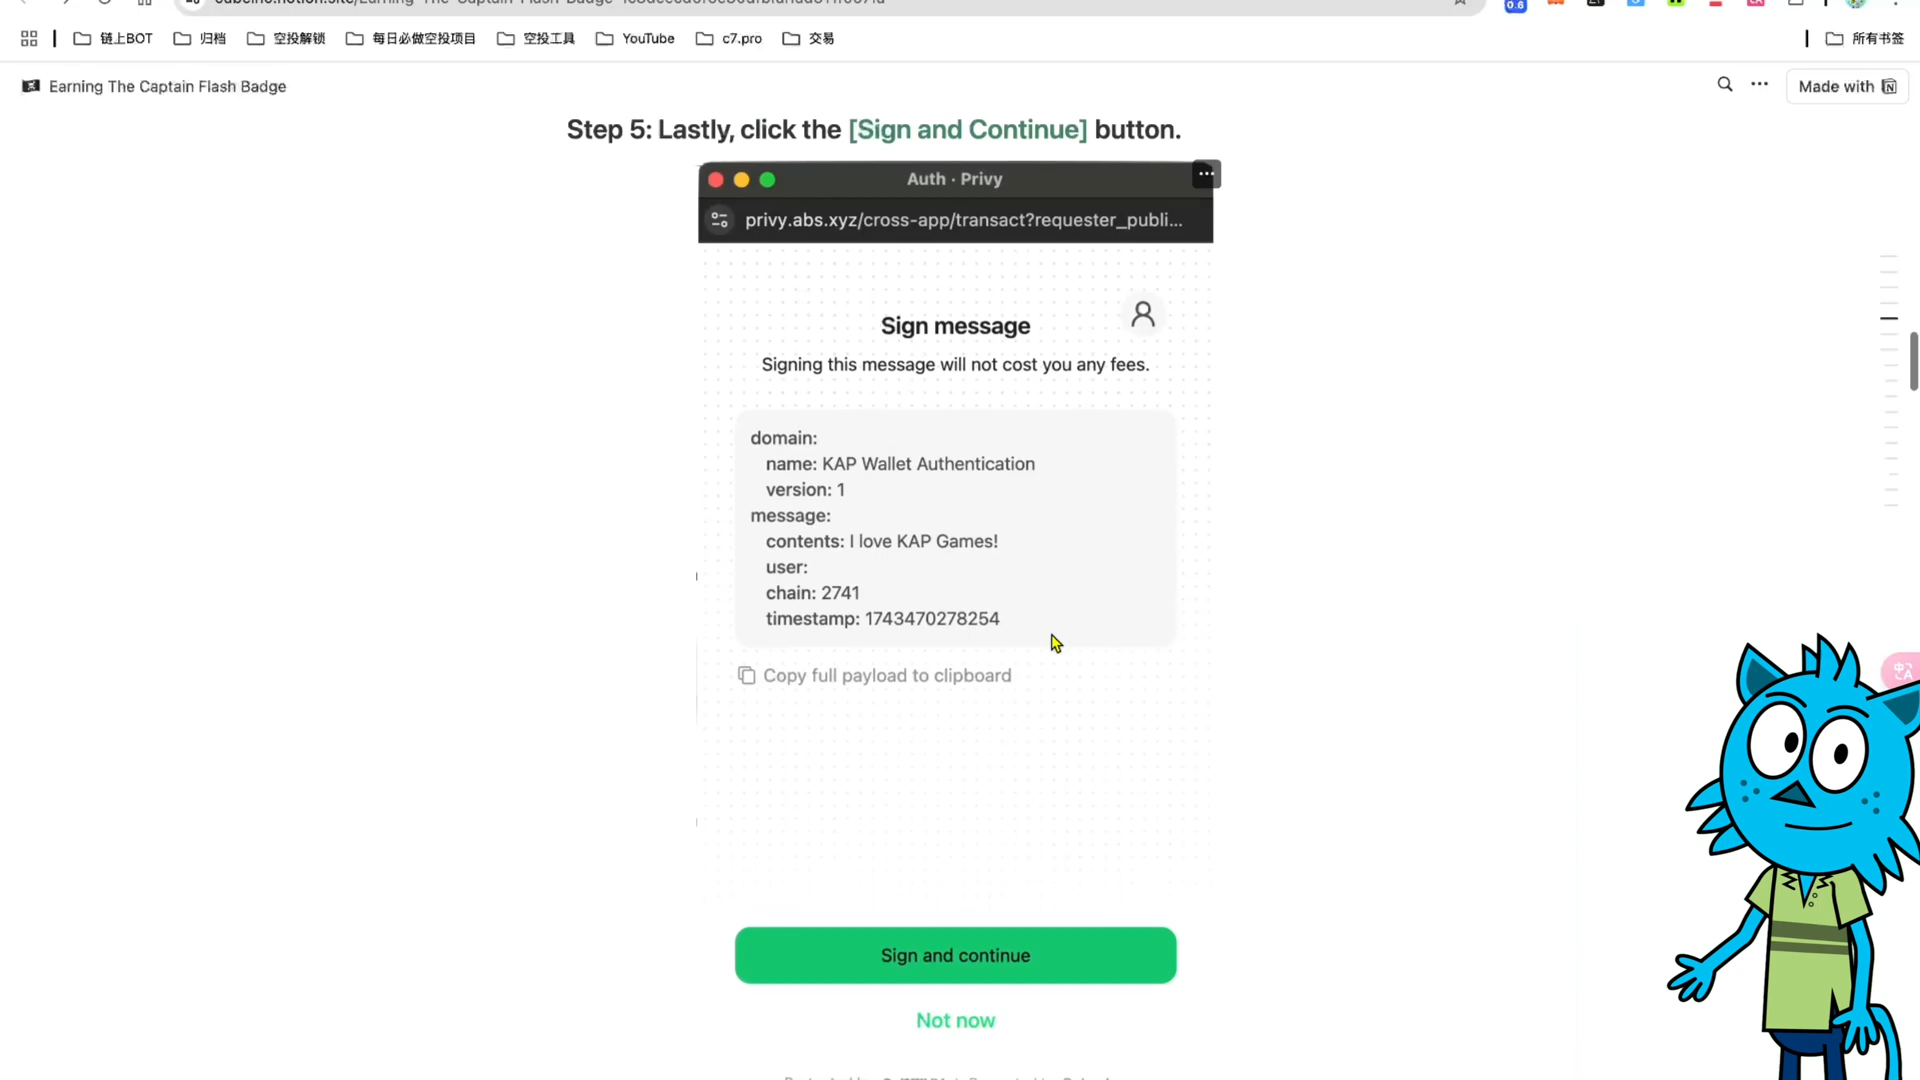 0.6
链上BOT
归档
空投解锁
每日必做空投项目
空投工具
YouTube
c7.pro
交易
所有书签
Earning The Captain Flash Badge
Made with
Step 5: Lastly, click the [Sign and Continue] button.
Auth · Privy
privy.abs.xyz/cross-app/transact?requester_publi...
Sign message
Signing this message will not cost you any fees.
domain:
name: KAP Wallet Authentication
version: 1
message:
contents: I love KAP Games!
user:
chain: 2741
timestamp: 1743470278254
Copy full payload to clipboard
Sign and continue
Not now